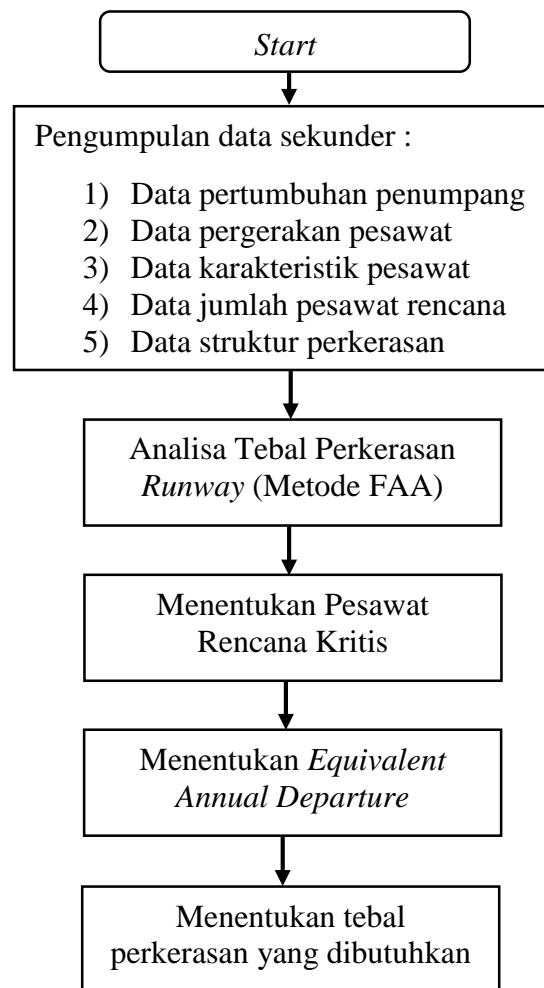 Start
Pengumpulan data sekunder :
1) Data pertumbuhan penumpang
2) Data pergerakan pesawat
3) Data karakteristik pesawat
4) Data jumlah pesawat rencana
5) Data struktur perkerasan
Analisa Tebal Perkerasan
Runway (Metode FAA)
Menentukan Pesawat
Rencana Kritis
Menentukan Equivalent
Annual Departure
Menentukan tebal
perkerasan yang dibutuhkan